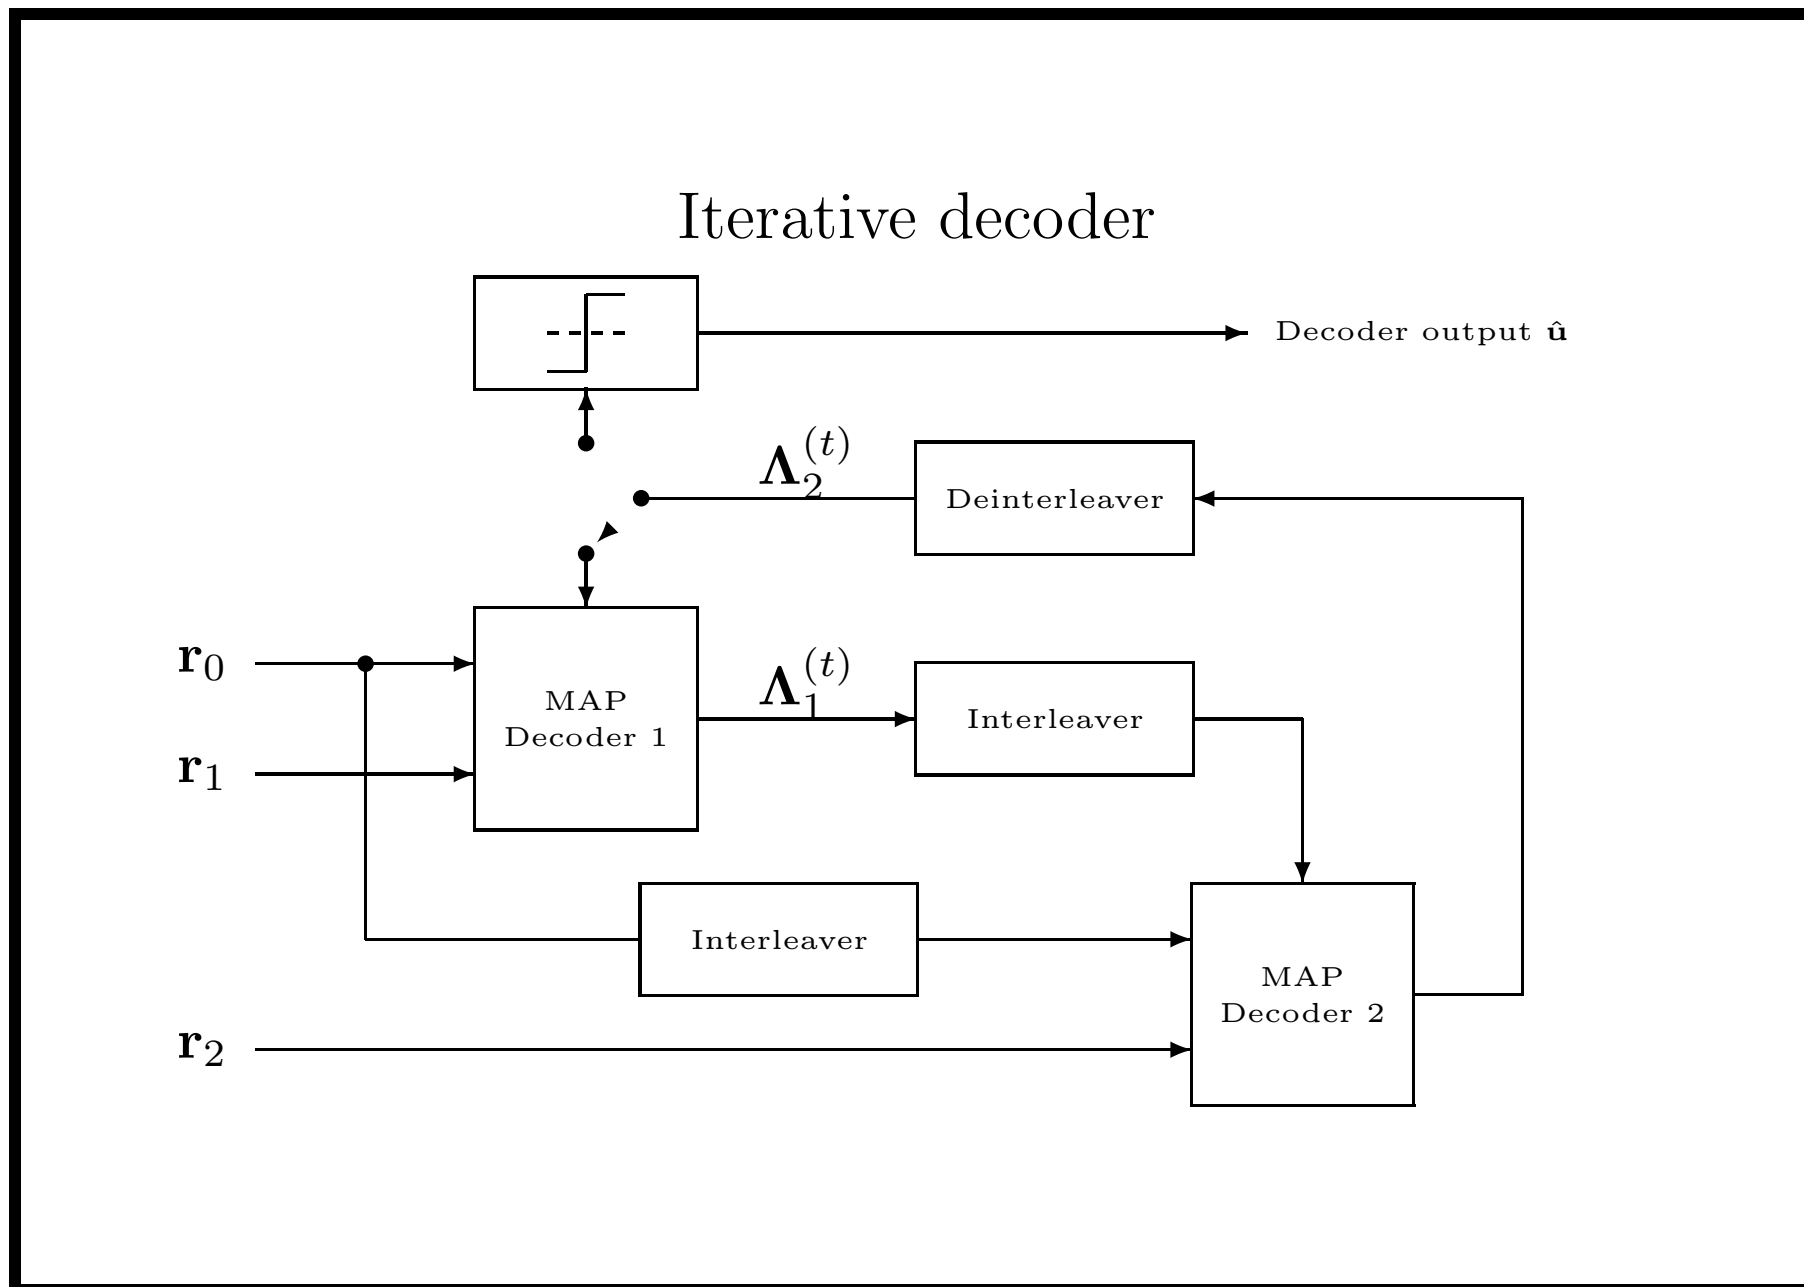 Iterative decoder
Decoder output û
Λ₂⁽ᵗ⁾
Deinterleaver
r₀
MAP
Decoder 1
Λ₁⁽ᵗ⁾
Interleaver
r₁
Interleaver
MAP
Decoder 2
r₂